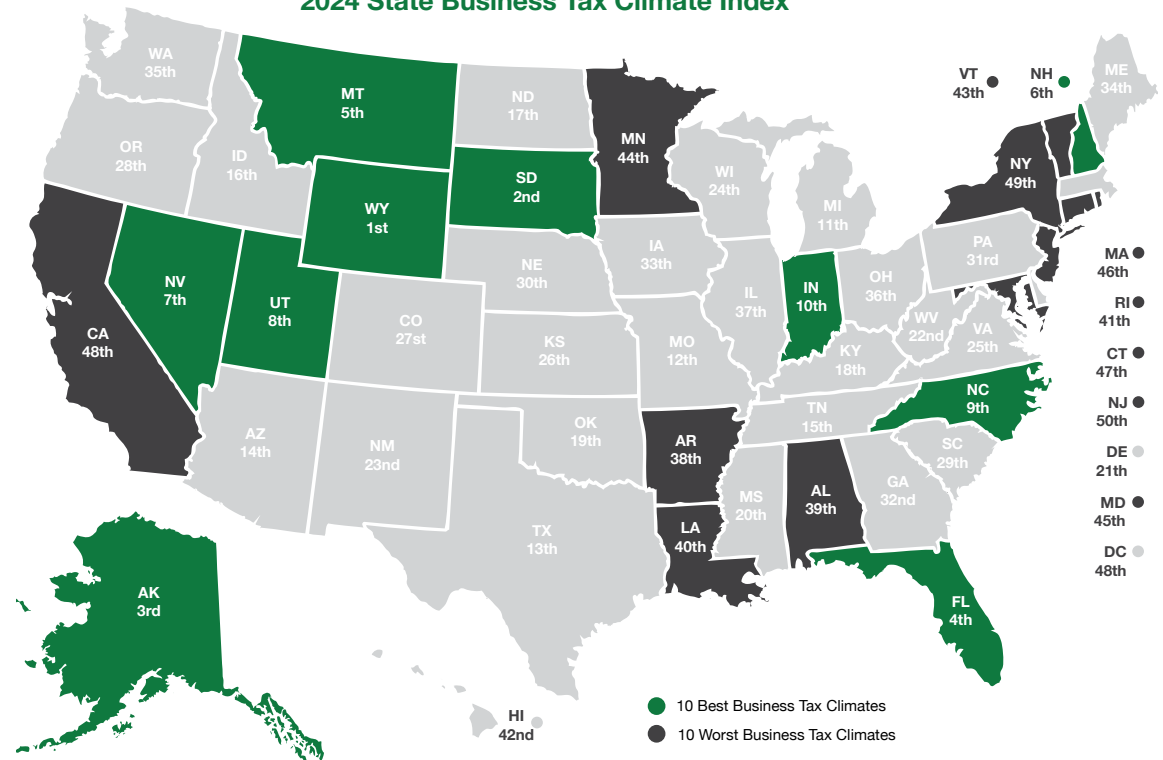 2024 State Business Tax Climate Index
WA
35th
MT
5th
ND
17th
MN
44th
VT
43th
NH
6th
ME
34th
OR
28th
ID
16th
WY
1st
SD
2nd
WI
24th
MI
11th
NY
49th
NV
7th
UT
8th
NE
30th
IA
33th
IL
37th
IN
10th
OH
36th
PA
31rd
CA
48th
CO
27st
KS
26th
MO
12th
KY
18th
WV
22nd
VA
25th
AZ
14th
NM
23nd
OK
19th
AR
38th
TN
15th
NC
9th
SC
29th
TX
13th
LA
40th
MS
20th
AL
39th
GA
32nd
FL
4th
AK
3rd
HI
42nd
MA
46th
RI
41th
CT
47th
NJ
50th
DE
21th
MD
45th
DC
48th
10 Best Business Tax Climates
10 Worst Business Tax Climates